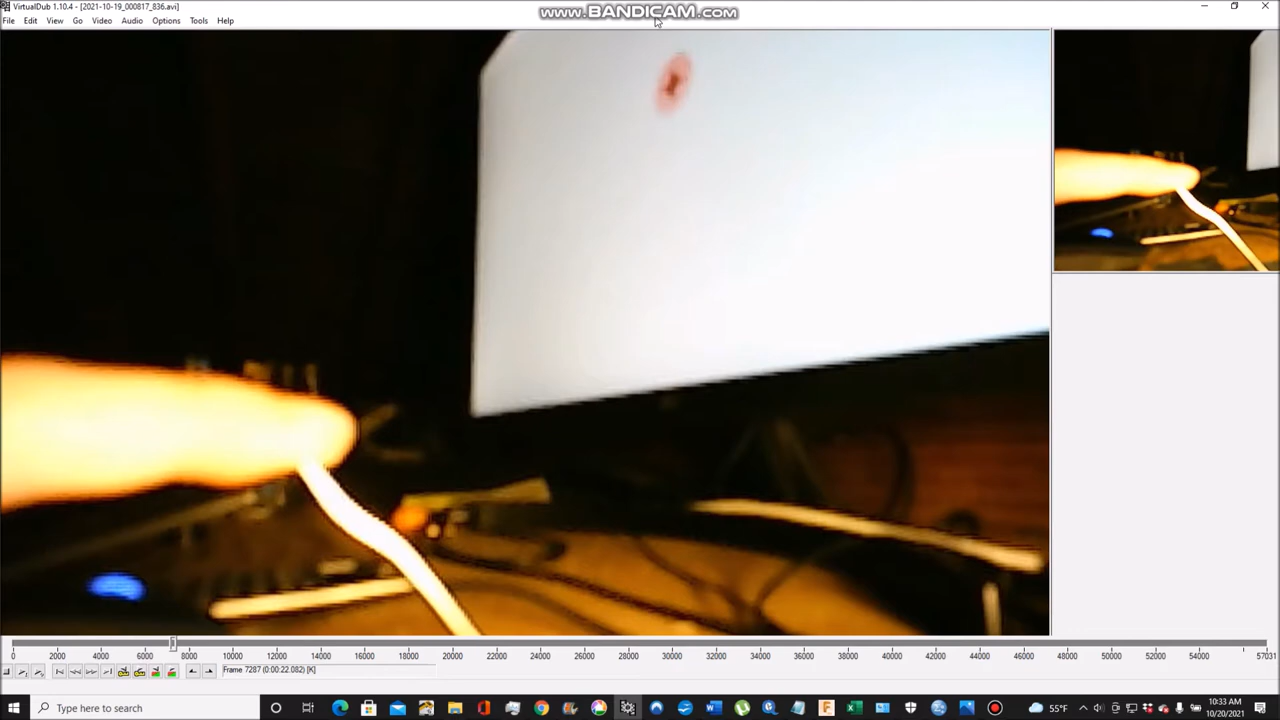 VirtualDub 1.10.4 - [2021-10-19_000817_836.avi]
www.BANDICAM.com
File Edit View Go Video Audio Options Tools Help
0 2000 4000 6000 8000 10000 12000 14000 16000 18000 20000 22000 24000 26000 28000 30000 32000 34000 36000 38000 40000 42000 44000 46000 48000 50000 52000 54000 57031
Frame 7287 (0:00:22.082) [K]
Type here to search
55°F
10:33 AM
10/20/2021